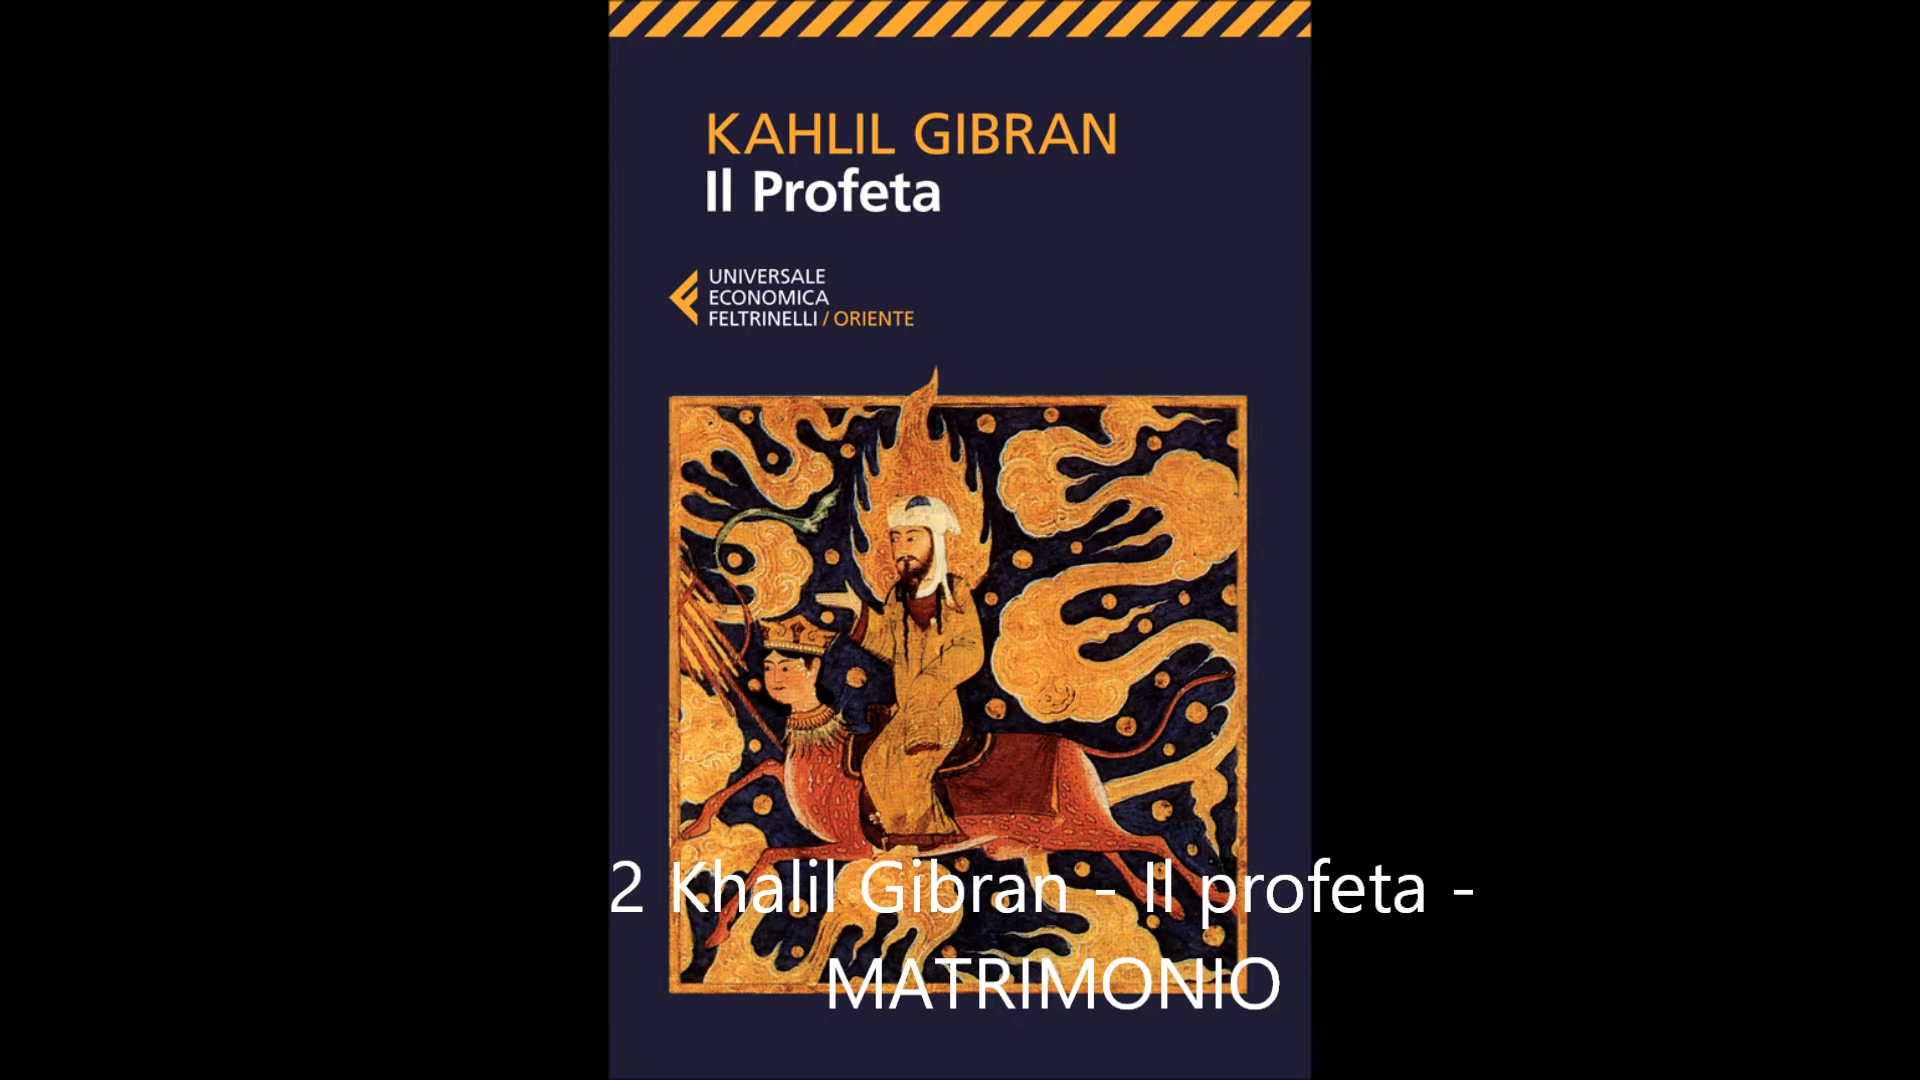 KAHLIL GIBRAN
Il Profeta
UNIVERSALE
ECONOMICA
FELTRINELLI / ORIENTE
2 Khalil Gibran - Il profeta -
MATRIMONIO